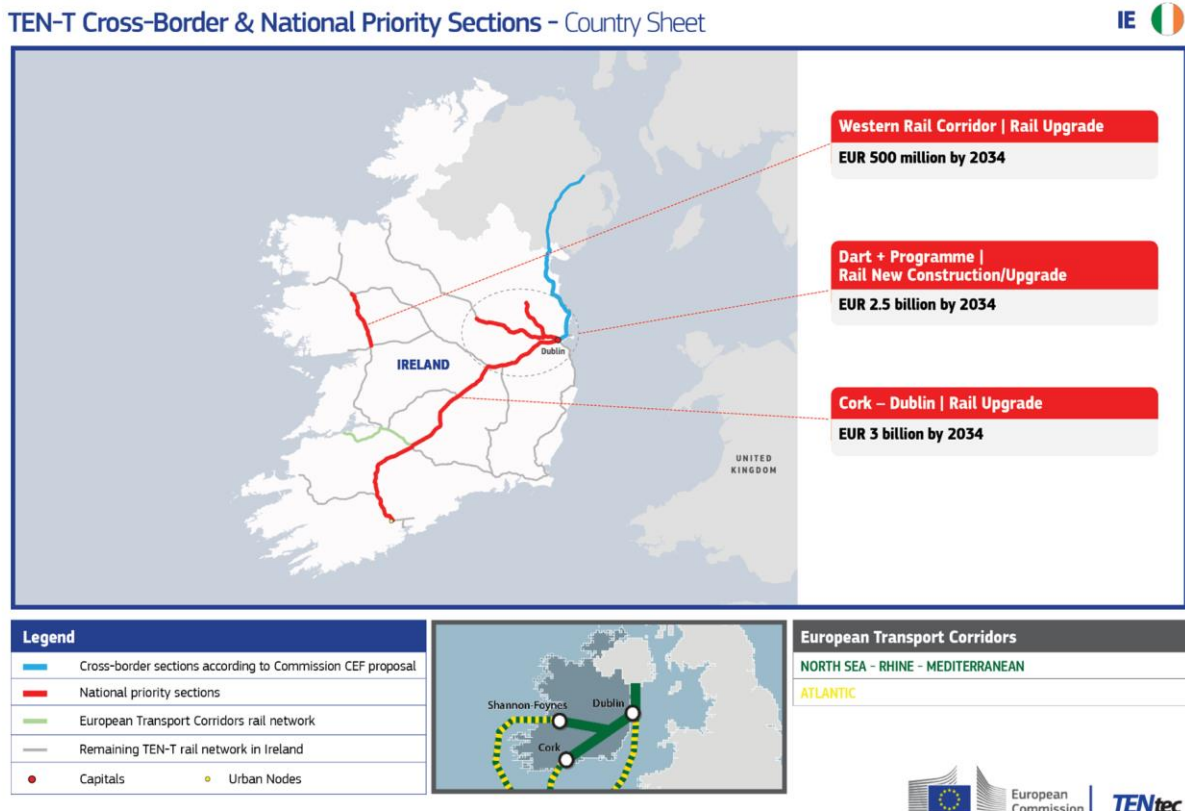 TEN-T Cross-Border & National Priority Sections - Country Sheet
IE
Western Rail Corridor | Rail Upgrade
EUR 500 million by 2034
Dart + Programme |
Rail New Construction/Upgrade
EUR 2.5 billion by 2034
Dublin
IRELAND
Cork – Dublin | Rail Upgrade
EUR 3 billion by 2034
UNITED
KINGDOM
Legend
Cross-border sections according to Commission CEF proposal
National priority sections
European Transport Corridors rail network
Remaining TEN-T rail network in Ireland
Capitals
Urban Nodes
Shannon-Foynes
Dublin
Cork
European Transport Corridors
NORTH SEA - RHINE - MEDITERRANEAN
ATLANTIC
European
Commission
TENtec